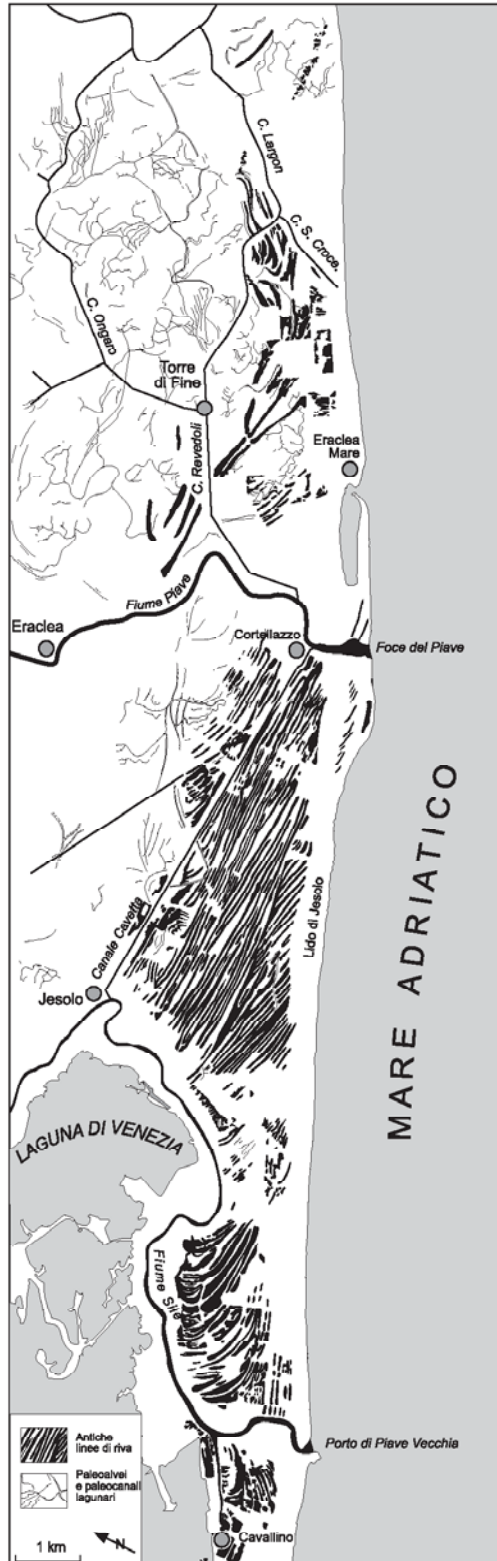 C. Largon
C. S. Croce.
C. Ongaro
Torre
di Fine
C. Revedoli
Eraclea
Mare
Fiume Piave
Eraclea
Cortellazzo
Foce del Piave
MARE ADRIATICO
Lido di Jesolo
Canale Cavetta
Jesolo
LAGUNA DI VENEZIA
Fiume Sile
Antiche
linee di riva
Paleoalvei
e paleocanali
lagunari
1 km
N
Porto di Piave Vecchia
Cavallino